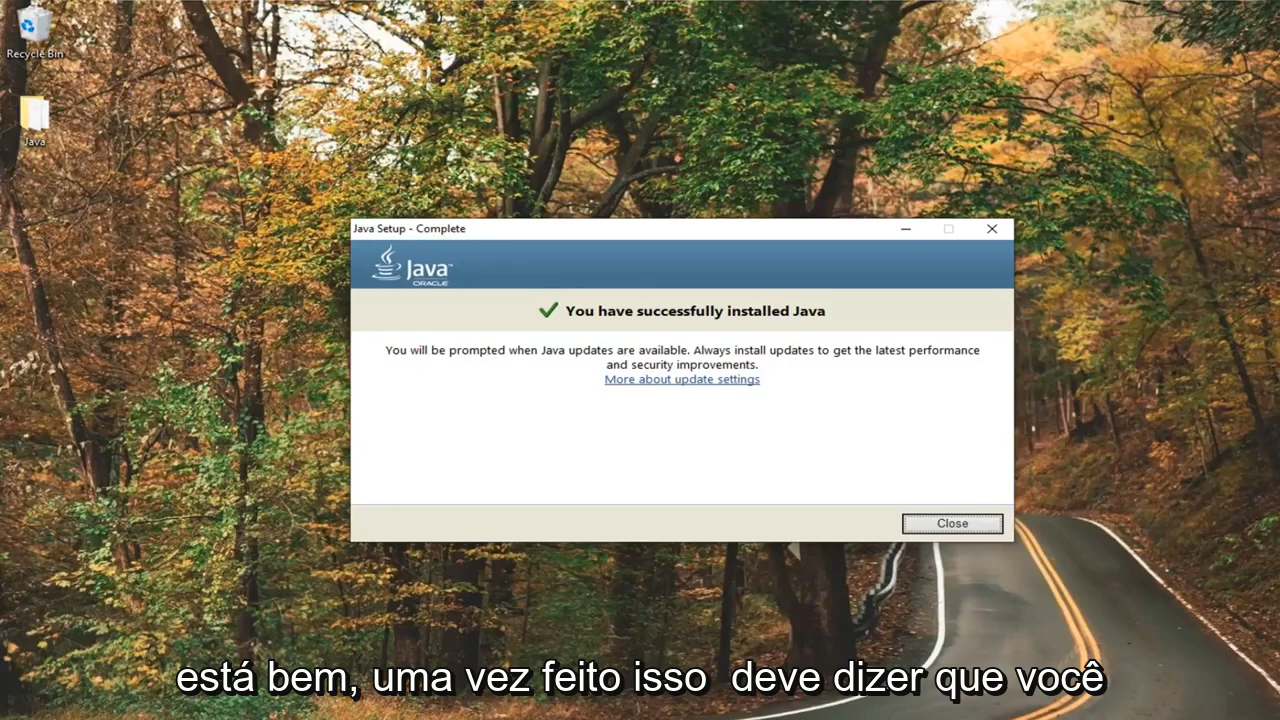 Recycle Bin
Java
Java Setup - Complete
Java™
ORACLE
You have successfully installed Java
You will be prompted when Java updates are available. Always install updates to get the latest performance
and security improvements.
More about update settings
Close
está bem, uma vez feito isso  deve dizer que você